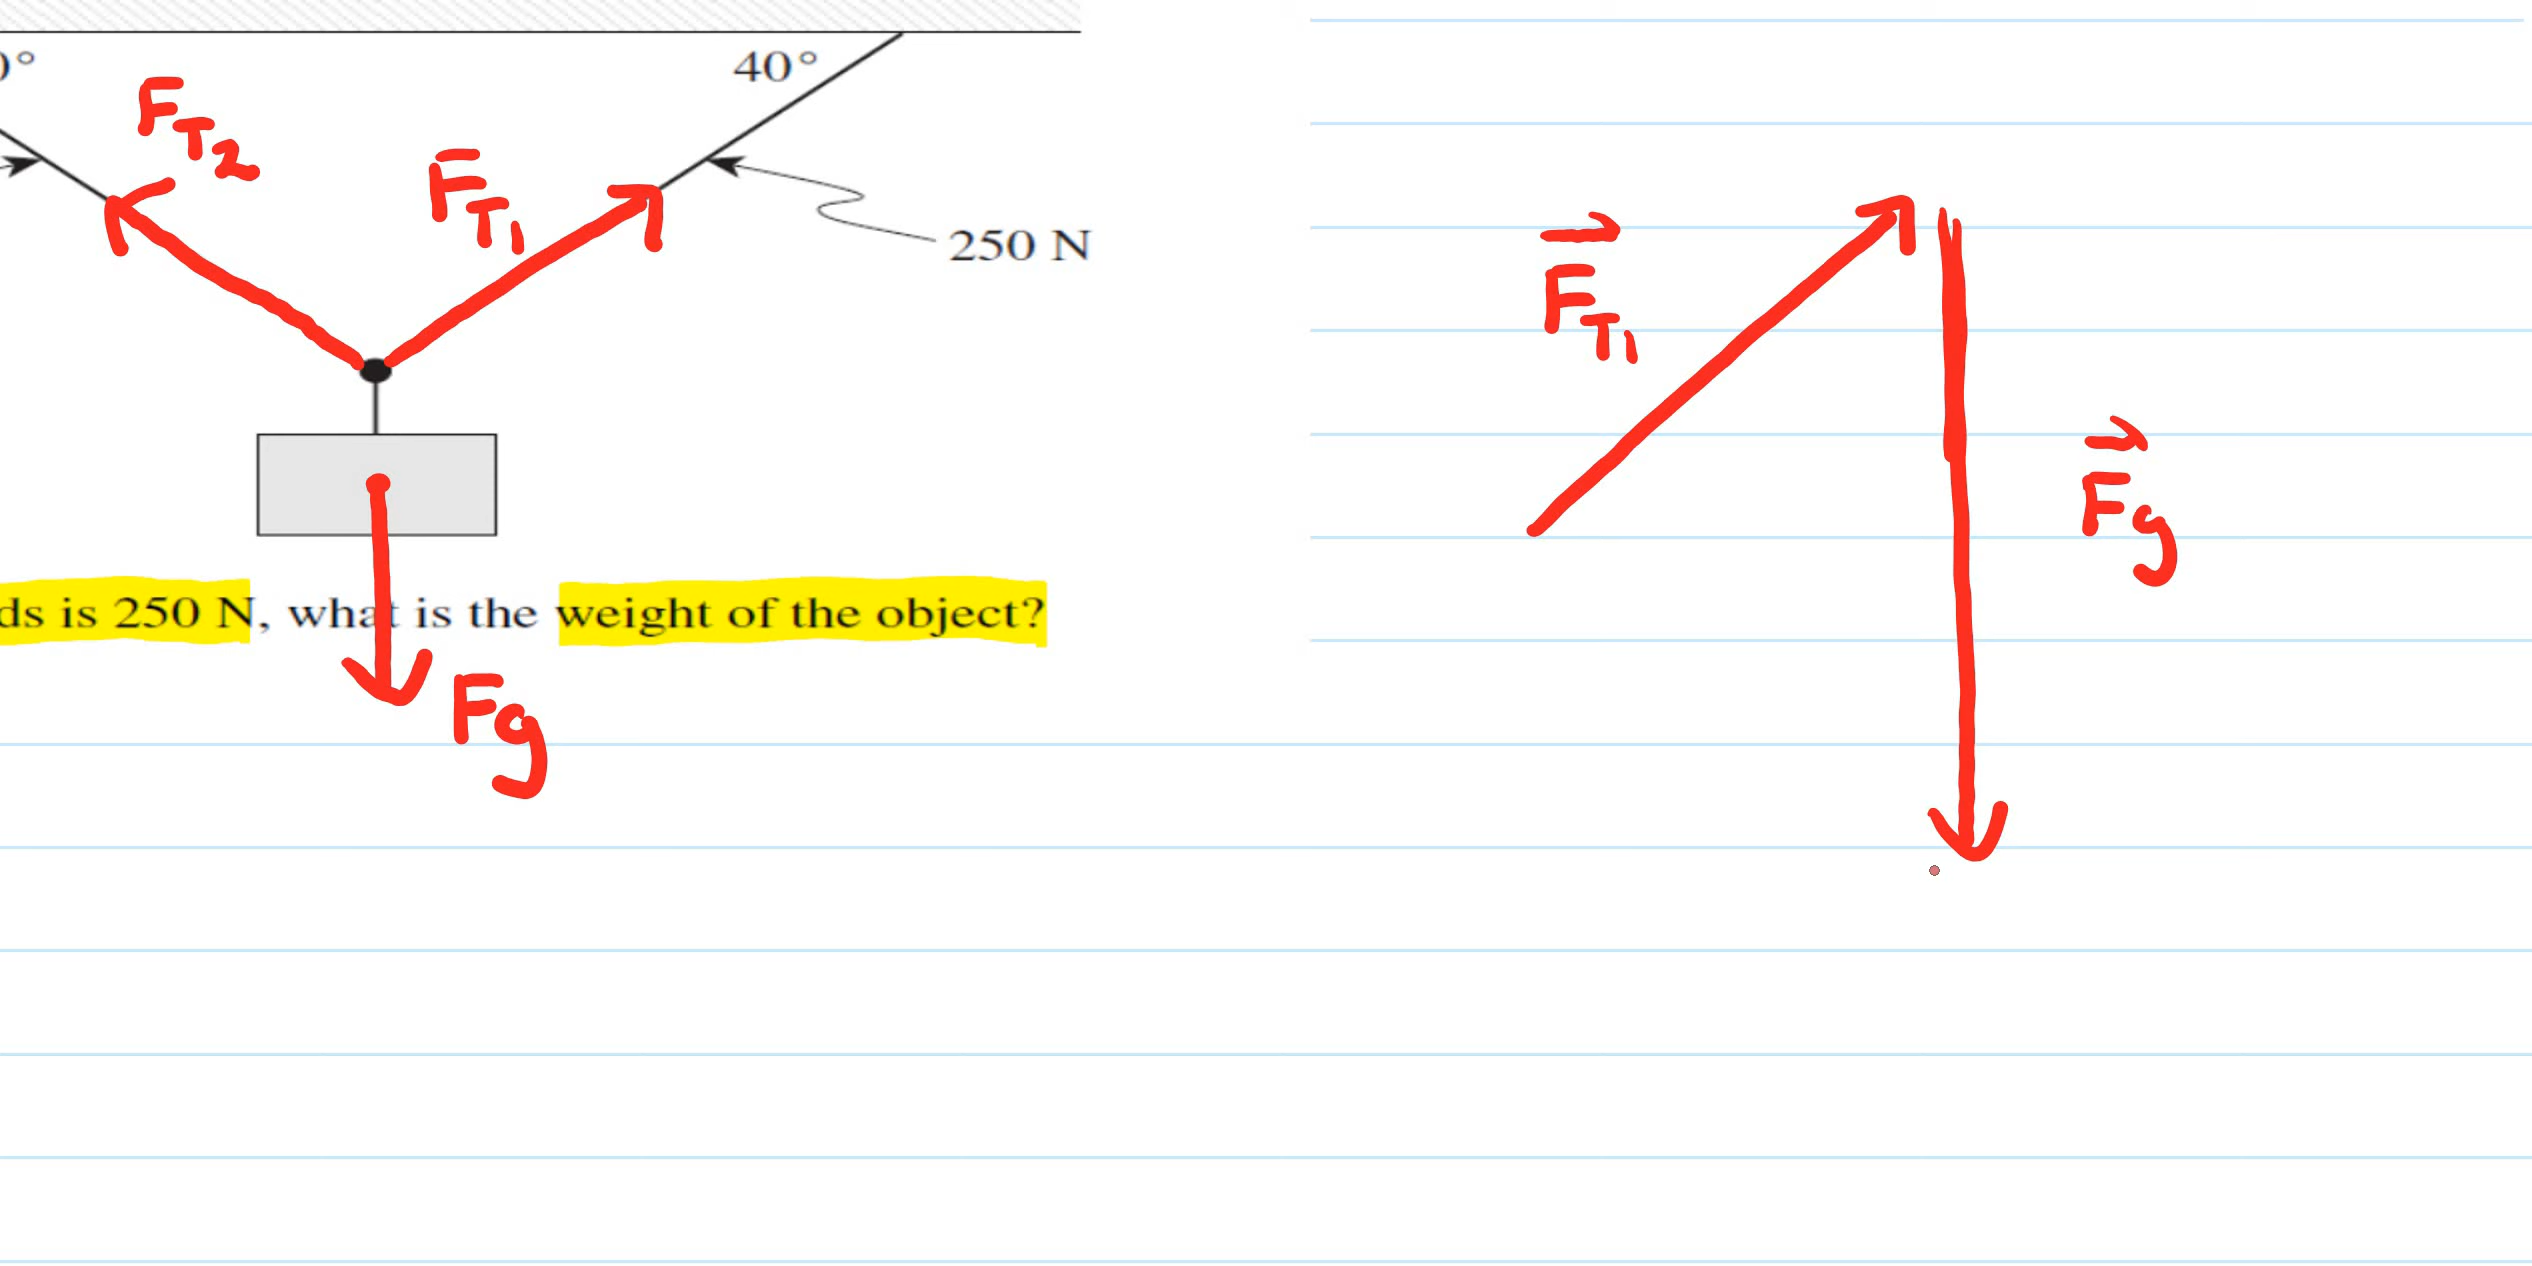 40°
F_T2
F_T1
250 N
is 250 N, what is the weight of the object?
Fg
F_T1
Fg